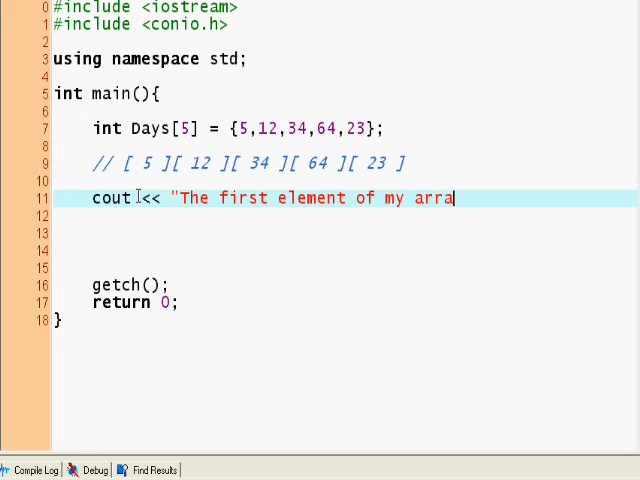 0 #include <iostream>
1 #include <conio.h>
2
3 using namespace std;
4
5 int main(){
6
7 int Days[5] = {5,12,34,64,23};
8
9 // [ 5 ][ 12 ][ 34 ][ 64 ][ 23 ]
10
11 cout << "The first element of my arra
12
13
14
15
16 getch();
17 return 0;
18 }
Compile Log Debug Find Results